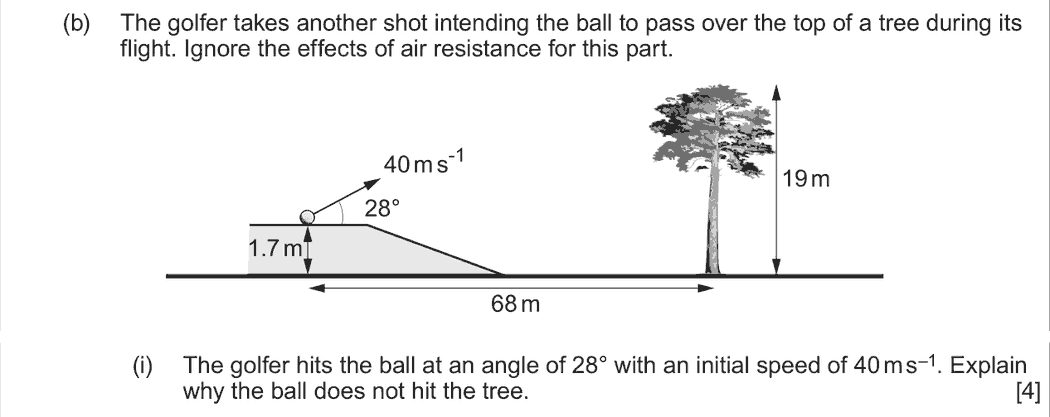 (b) The golfer takes another shot intending the ball to pass over the top of a tree during its
flight. Ignore the effects of air resistance for this part.
40 m s⁻¹
28°
19 m
1.7 m
68 m
(i) The golfer hits the ball at an angle of 28° with an initial speed of 40 m s⁻¹. Explain
why the ball does not hit the tree. [4]